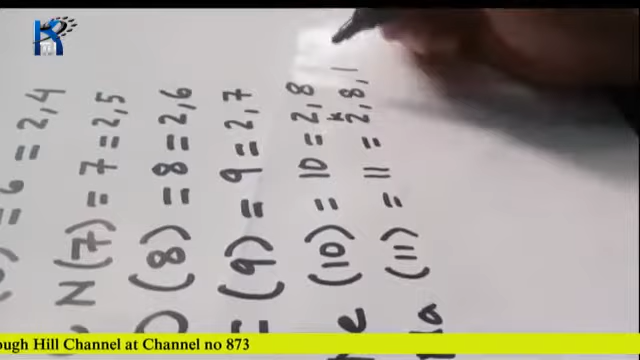 ) = 6 = 2,4
N(7) = 7 = 2,5
O(8) = 8 = 2,6
(9) = 9 = 2,7
e (10) = 10 = 2,8
K
a (11) = 11 = 2,8,1
ough Hill Channel at Channel no 873
K